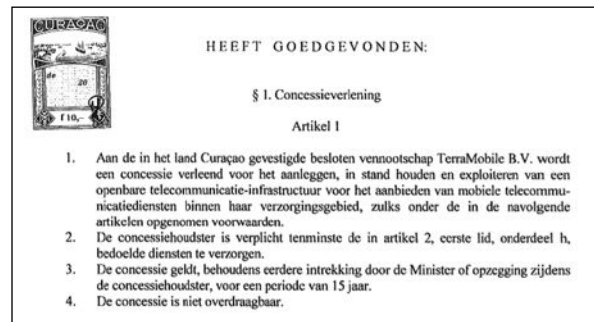 CURAÇAO
de
20
f 10,-
HEEFT GOEDGEVONDEN:
§ 1. Concessieverlening
Artikel 1
1. Aan de in het land Curaçao gevestigde besloten vennootschap TerraMobile B.V. wordt
een concessie verleend voor het aanleggen, in stand houden en exploiteren van een
openbare telecommunicatie-infrastructuur voor het aanbieden van mobiele telecommu-
nicatiediensten binnen haar verzorgingsgebied, zulks onder de in de navolgende
artikelen opgenomen voorwaarden.
2. De concessiehoudster is verplicht tenminste de in artikel 2, eerste lid, onderdeel h,
bedoelde diensten te verzorgen.
3. De concessie geldt, behoudens eerdere intrekking door de Minister of opzegging zijdens
de concessiehoudster, voor een periode van 15 jaar.
4. De concessie is niet overdraagbaar.